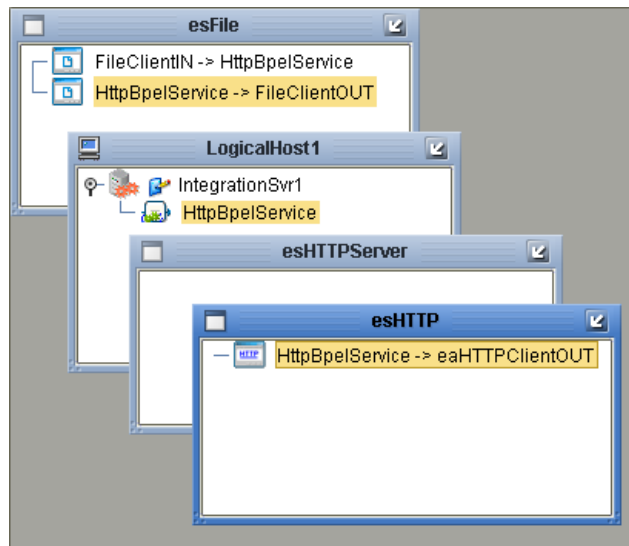 esFile
FileClientIN -> HttpBpelService
HttpBpelService -> FileClientOUT
LogicalHost1
IntegrationSvr1
HttpBpelService
esHTTPServer
esHTTP
HTTP HttpBpelService -> eaHTTPClientOUT